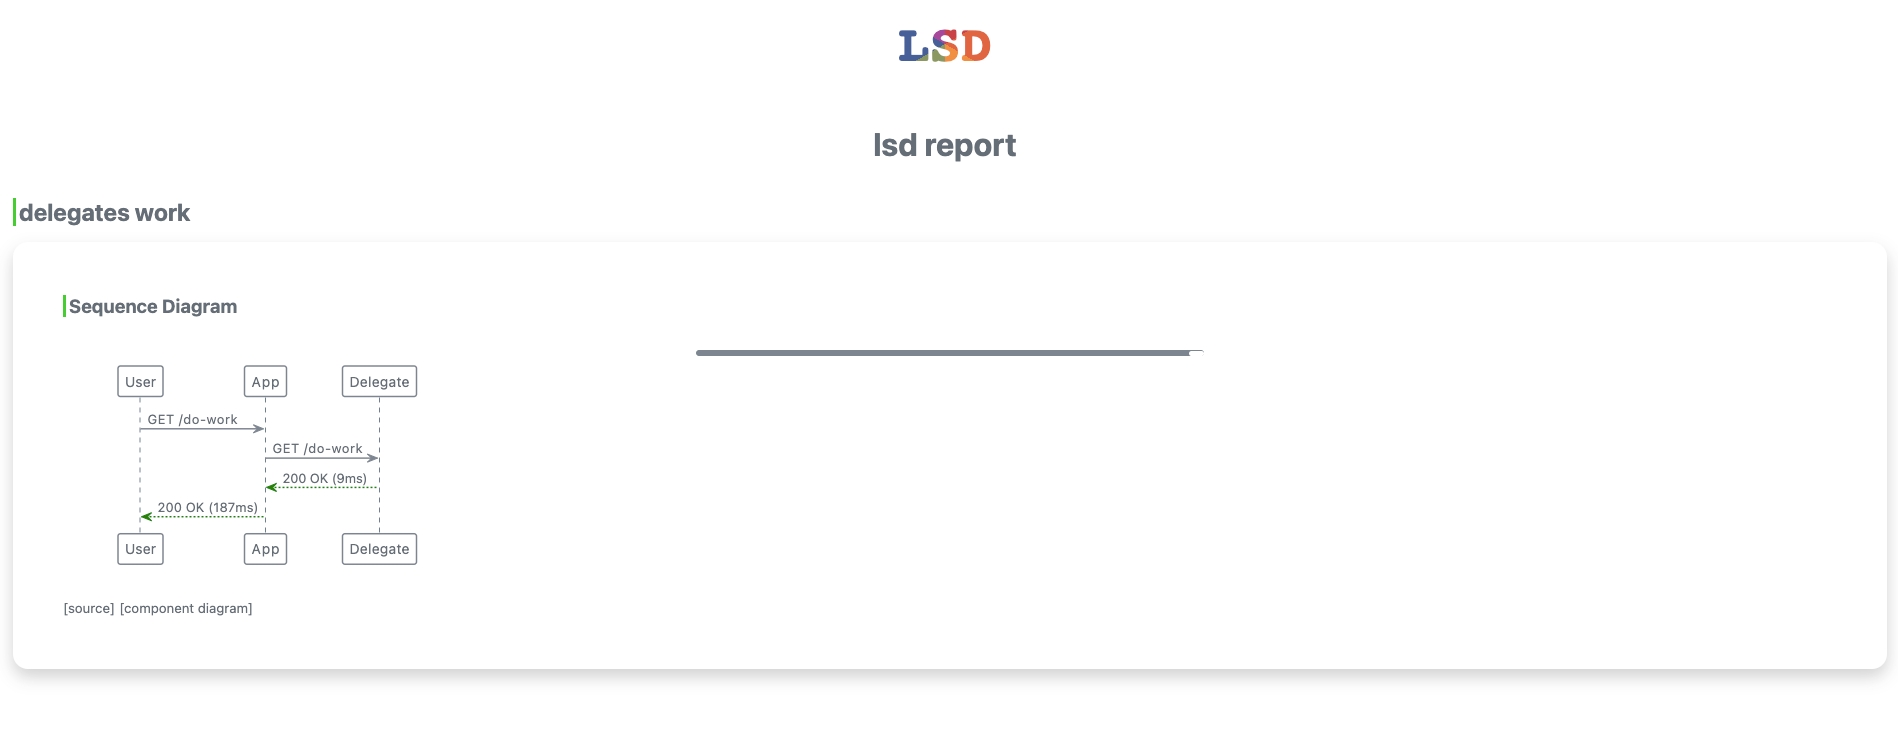 LSD
lsd report
delegates work
Sequence Diagram
User App Delegate
GET /do-work
GET /do-work
200 OK (9ms)
200 OK (187ms)
User App Delegate
[source] [component diagram]